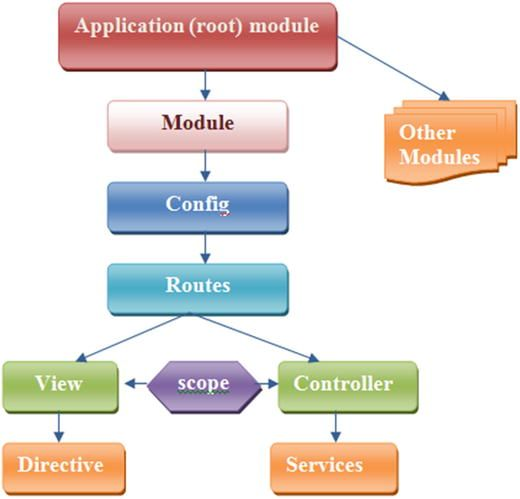 Application (root) module
Module
Other
Modules
Config
Routes
View
scope
Controller
Directive
Services